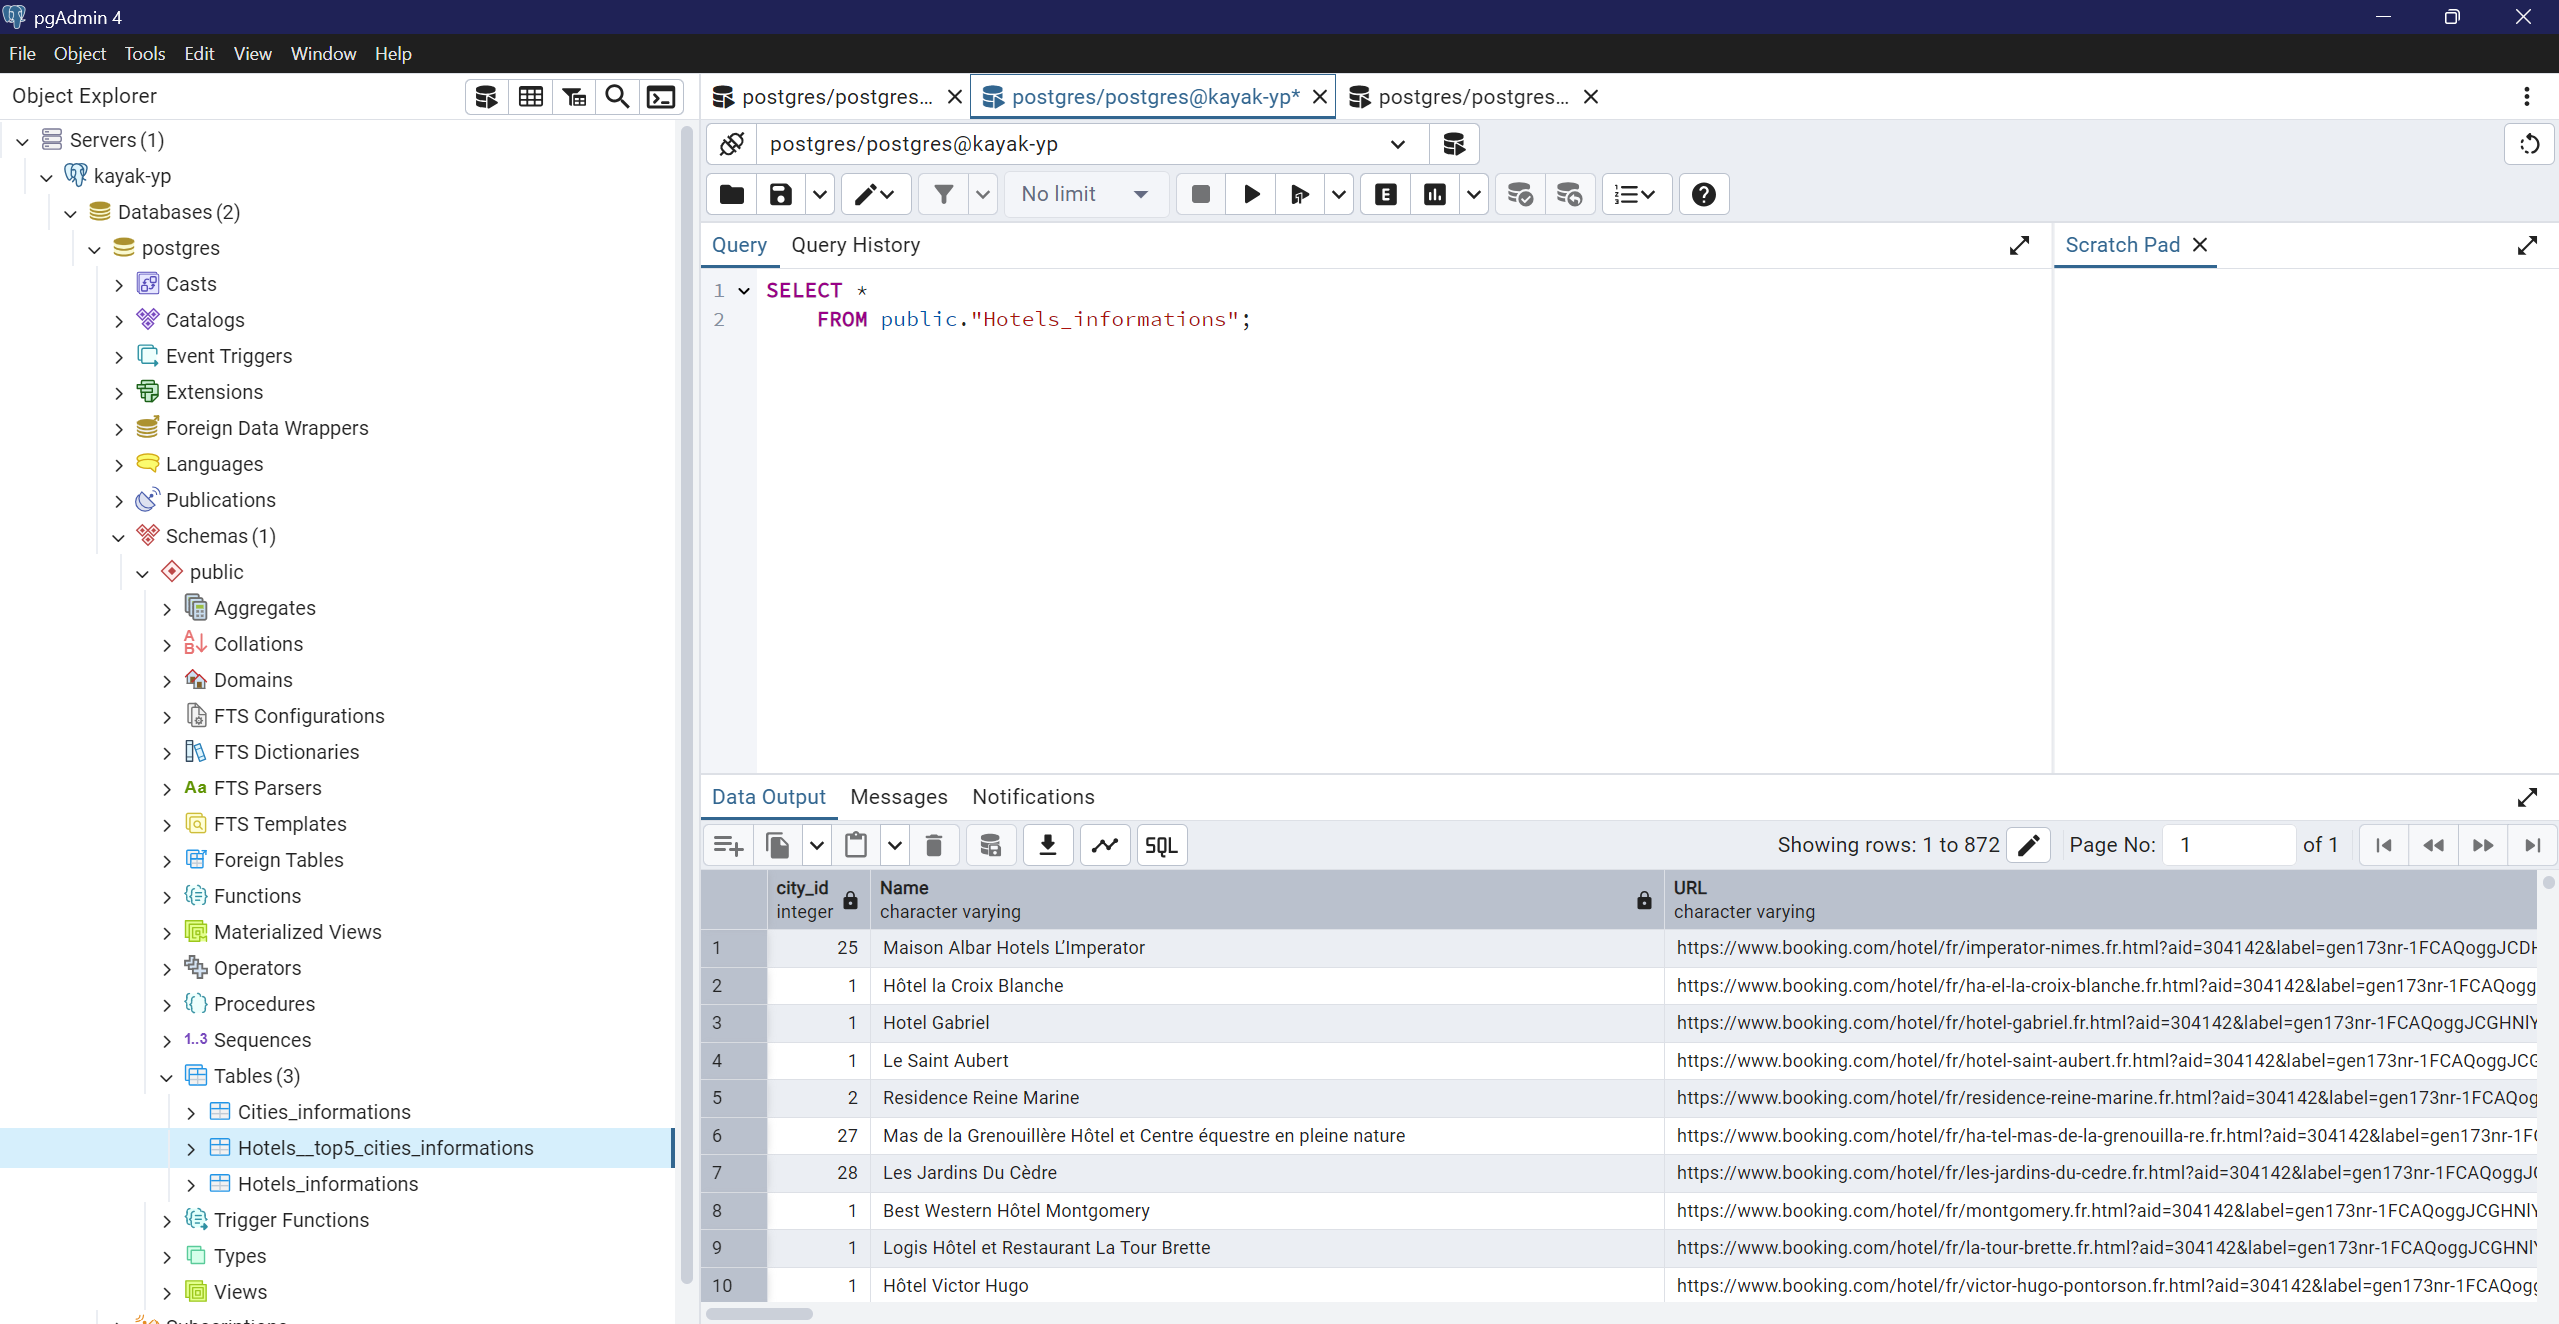 pgAdmin 4
File Object Tools Edit View Window Help
Object Explorer
Servers (1)
kayak-yp
Databases (2)
postgres
Casts
Catalogs
Event Triggers
Extensions
Foreign Data Wrappers
Languages
Publications
Schemas (1)
public
Aggregates
Collations
Domains
FTS Configurations
FTS Dictionaries
Aa FTS Parsers
FTS Templates
Foreign Tables
Functions
Materialized Views
Operators
Procedures
1..3 Sequences
Tables (3)
Cities_informations
Hotels__top5_cities_informations
Hotels_informations
Trigger Functions
Types
Views
postgres/postgres... postgres/postgres@kayak-yp* postgres/postgres...
postgres/postgres@kayak-yp
No limit E
Query Query History
Scratch Pad
1 SELECT *
2 FROM public."Hotels_informations";
Data Output Messages Notifications
SQL Showing rows: 1 to 872 Page No: 1 of 1
city_id Name URL
integer character varying character varying
1 25 Maison Albar Hotels L’Imperator https://www.booking.com/hotel/fr/imperator-nimes.fr.html?aid=304142&label=gen173nr-1FCAQoggJCDH
2 1 Hôtel la Croix Blanche https://www.booking.com/hotel/fr/ha-el-la-croix-blanche.fr.html?aid=304142&label=gen173nr-1FCAQogg
3 1 Hotel Gabriel https://www.booking.com/hotel/fr/hotel-gabriel.fr.html?aid=304142&label=gen173nr-1FCAQoggJCGHNIY
4 1 Le Saint Aubert https://www.booking.com/hotel/fr/hotel-saint-aubert.fr.html?aid=304142&label=gen173nr-1FCAQoggJCG
5 2 Residence Reine Marine https://www.booking.com/hotel/fr/residence-reine-marine.fr.html?aid=304142&label=gen173nr-1FCAQog
6 27 Mas de la Grenouillère Hôtel et Centre équestre en pleine nature https://www.booking.com/hotel/fr/ha-tel-mas-de-la-grenouilla-re.fr.html?aid=304142&label=gen173nr-1F
7 28 Les Jardins Du Cèdre https://www.booking.com/hotel/fr/les-jardins-du-cedre.fr.html?aid=304142&label=gen173nr-1FCAQoggJ
8 1 Best Western Hôtel Montgomery https://www.booking.com/hotel/fr/montgomery.fr.html?aid=304142&label=gen173nr-1FCAQoggJCGHNI
9 1 Logis Hôtel et Restaurant La Tour Brette https://www.booking.com/hotel/fr/la-tour-brette.fr.html?aid=304142&label=gen173nr-1FCAQoggJCGHNI
10 1 Hôtel Victor Hugo https://www.booking.com/hotel/fr/victor-hugo-pontorson.fr.html?aid=304142&label=gen173nr-1FCAQog